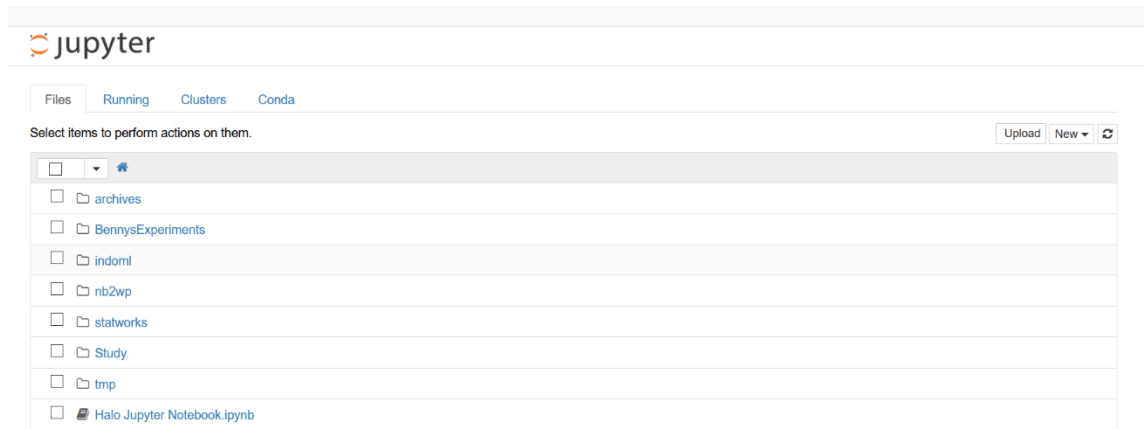 jupyter
Files Running Clusters Conda
Select items to perform actions on them.
Upload New
archives
BennysExperiments
indoml
nb2wp
statworks
Study
tmp
Halo Jupyter Notebook.ipynb